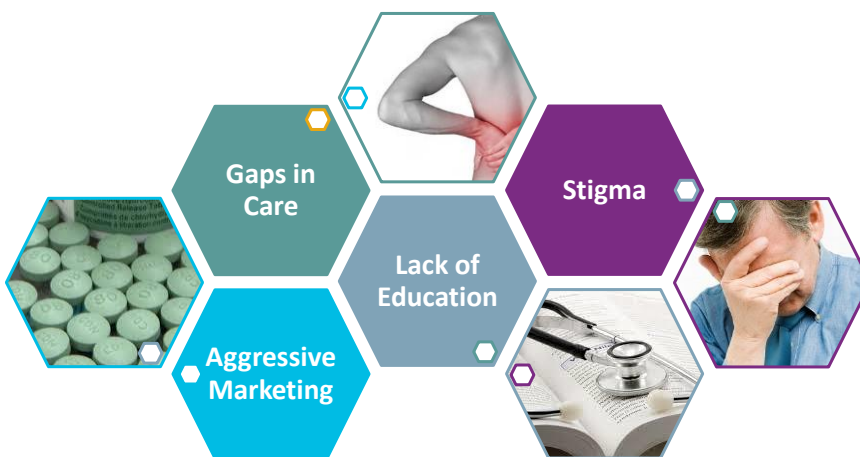 Gaps in
Care
Stigma
Lack of
Education
Aggressive
Marketing